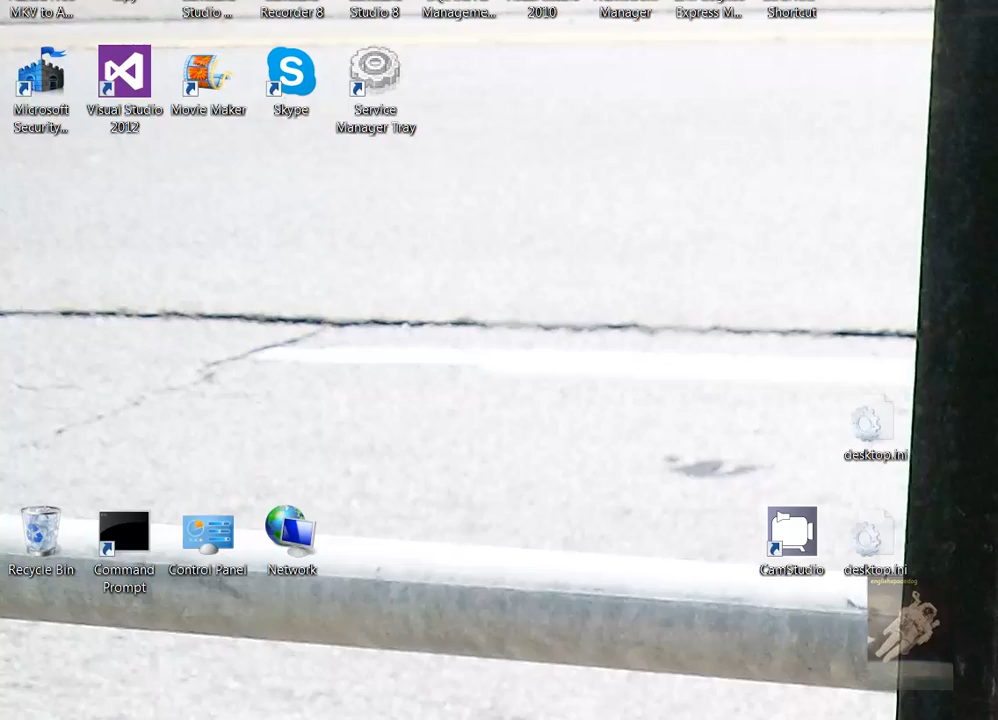 MKV to A...
Studio ...
Recorder 8
Studio 8
Manageme...
2010
Manager
Express M...
Shortcut
Microsoft
Security...
Visual Studio
2012
Movie Maker
Skype
Service
Manager Tray
desktop.ini
Recycle Bin
Command
Prompt
Control Panel
Network
CamStudio
desktop.ini
englishspacedog